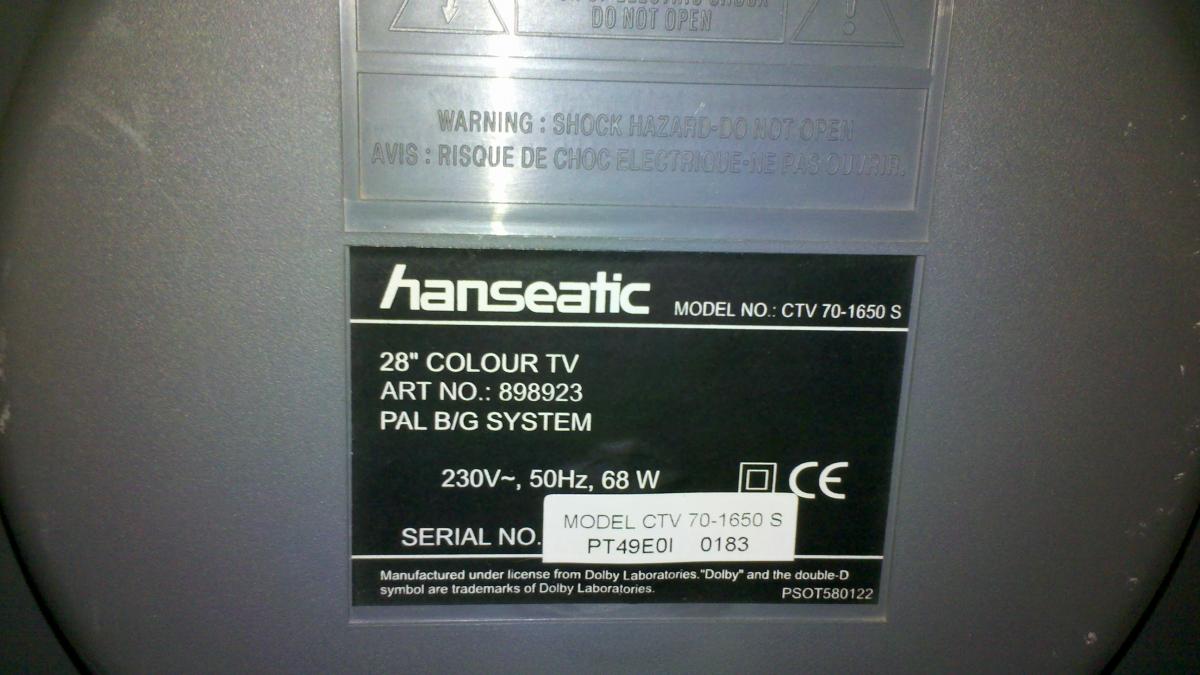 DO NOT OPEN
WARNING : SHOCK HAZARD-DO NOT OPEN
AVIS : RISQUE DE CHOC ELECTRIQUE-NE PAS OUVRIR.
hanseatic MODEL NO.: CTV 70-1650 S
28" COLOUR TV
ART NO.: 898923
PAL B/G SYSTEM
230V~, 50Hz, 68 W CE
SERIAL NO.
MODEL CTV 70-1650 S
PT49E0I 0183
Manufactured under license from Dolby Laboratories."Dolby" and the double-D
symbol are trademarks of Dolby Laboratories.
PSOT580122